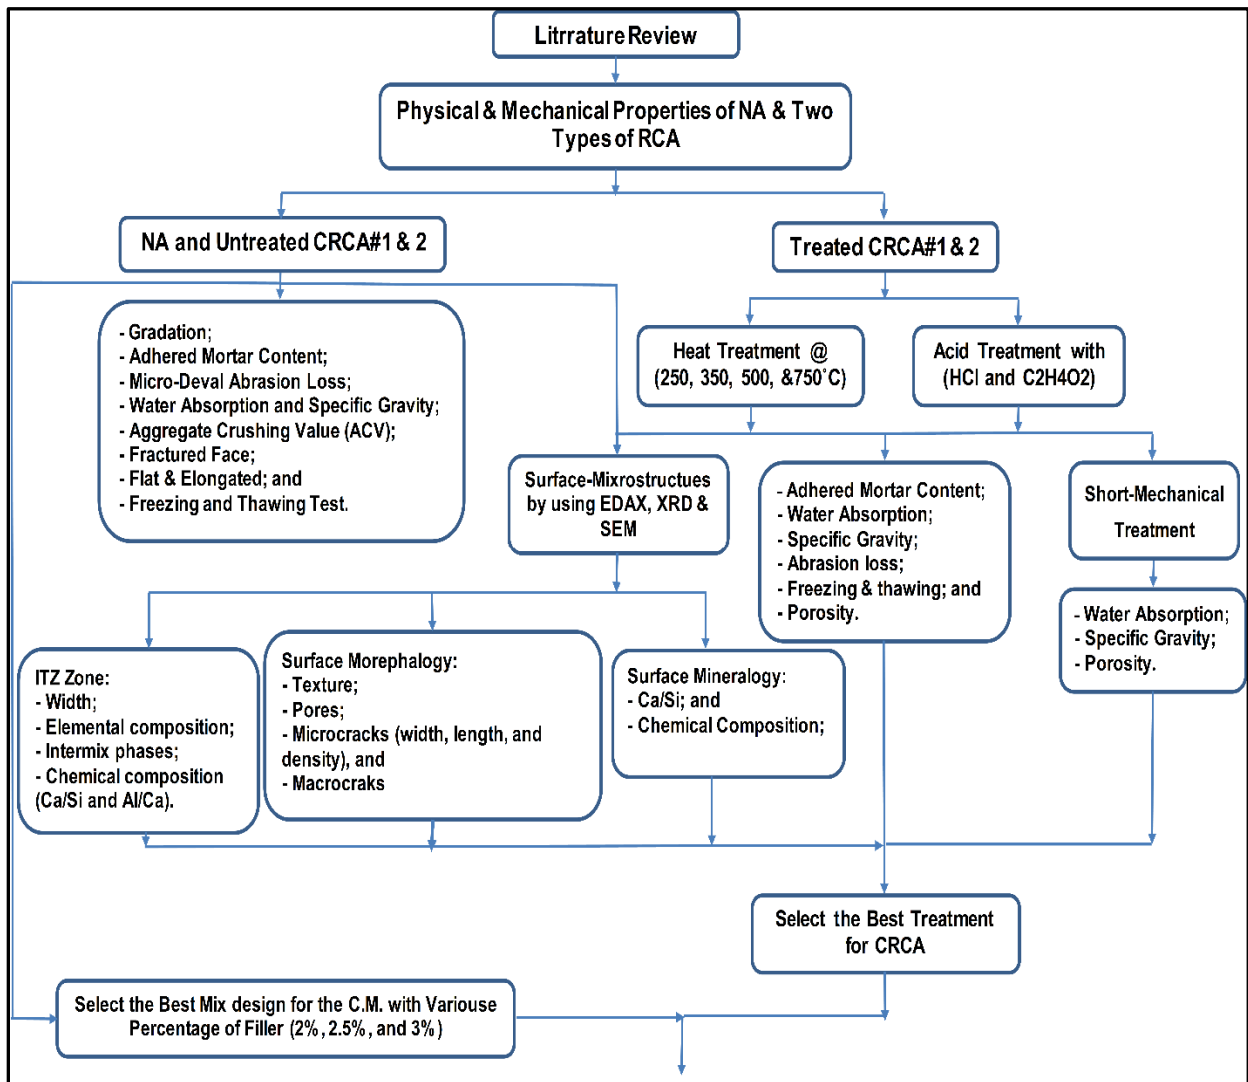 Litrrature Review
Physical & Mechanical Properties of NA & Two
Types of RCA
NA and Untreated CRCA#1 & 2
Treated CRCA#1 & 2
- Gradation;
- Adhered Mortar Content;
- Micro-Deval Abrasion Loss;
- Water Absorption and Specific Gravity;
- Aggregate Crushing Value (ACV);
- Fractured Face;
- Flat & Elongated; and
- Freezing and Thawing Test.
Heat Treatment @
(250, 350, 500, &750˚C)
Acid Treatment with
(HCl and C2H4O2)
Surface-Mixrostructues
by using EDAX, XRD &
SEM
- Adhered Mortar Content;
- Water Absorption;
- Specific Gravity;
- Abrasion loss;
- Freezing & thawing; and
- Porosity.
Short-Mechanical
Treatment
- Water Absorption;
- Specific Gravity;
- Porosity.
ITZ Zone:
- Width;
- Elemental composition;
- Intermix phases;
- Chemical composition
(Ca/Si and Al/Ca).
Surface Morephalogy:
- Texture;
- Pores;
- Microcracks (width, length, and
density), and
- Macrocraks
Surface Mineralogy:
- Ca/Si; and
- Chemical Composition;
Select the Best Treatment
for CRCA
Select the Best Mix design for the C.M. with Variouse
Percentage of Filler (2%, 2.5%, and 3%)